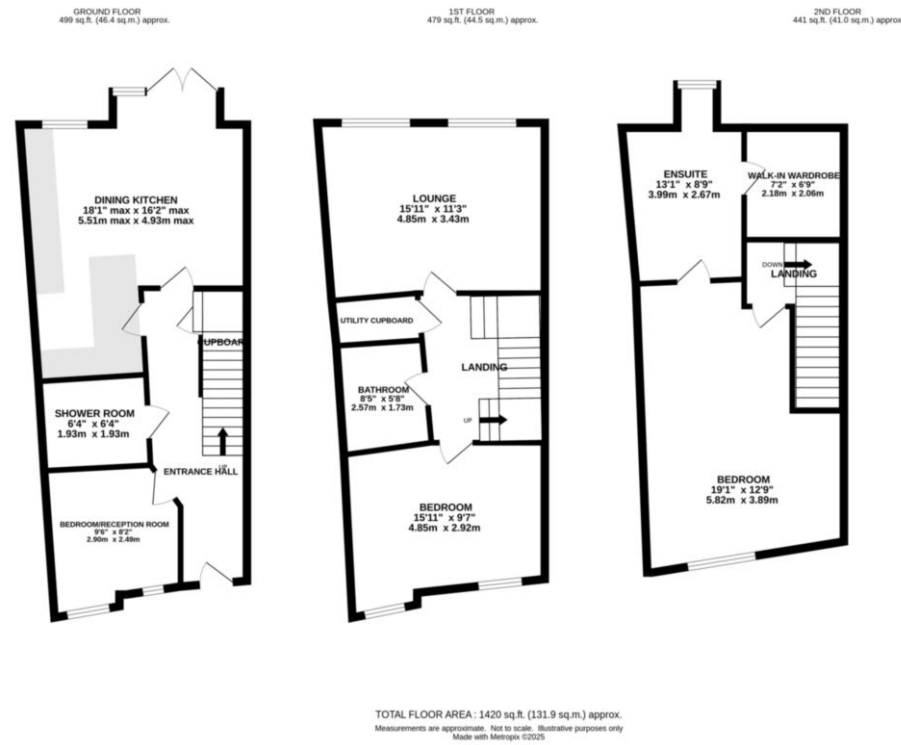 GROUND FLOOR
499 sq.ft. (46.4 sq.m.) approx.
DINING KITCHEN
18'1" max x 16'2" max
5.51m max x 4.93m max
CUPBOARD
SHOWER ROOM
6'4" x 6'4"
1.93m x 1.93m
UP
ENTRANCE HALL
BEDROOM/RECEPTION ROOM
9'6" x 8'2"
2.90m x 2.49m
1ST FLOOR
479 sq.ft. (44.5 sq.m.) approx.
LOUNGE
15'11" x 11'3"
4.85m x 3.43m
UTILITY CUPBOARD
LANDING
BATHROOM
8'5" x 5'8"
2.57m x 1.73m
UP
BEDROOM
15'11" x 9'7"
4.85m x 2.92m
2ND FLOOR
441 sq.ft. (41.0 sq.m.) approx
ENSUITE
13'1" x 8'9"
3.99m x 2.67m
WALK-IN WARDROBE
7'2" x 6'9"
2.18m x 2.06m
DOWN
LANDING
BEDROOM
19'1" x 12'9"
5.82m x 3.89m
TOTAL FLOOR AREA : 1420 sq.ft. (131.9 sq.m.) approx.
Measurements are approximate. Not to scale. Illustrative purposes only
Made with Metropix ©2025